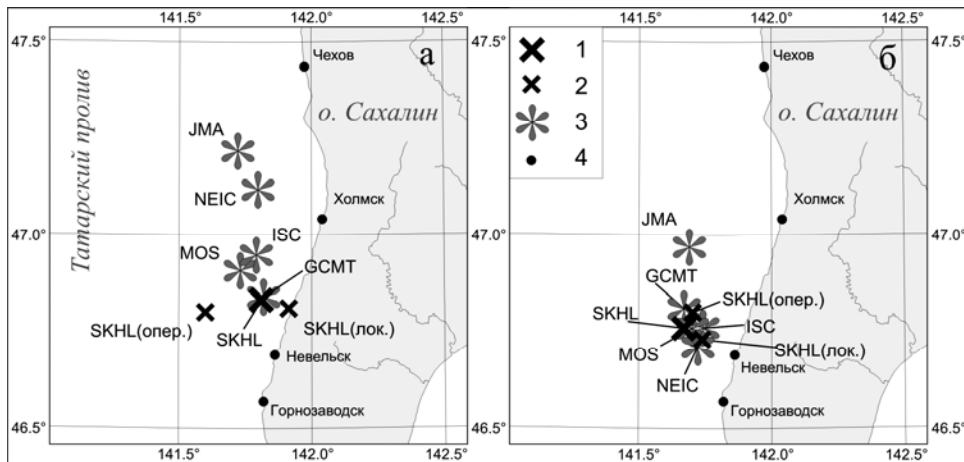 141.5° 142.0° 142.5°
47.5°
47.0°
46.5°
а
Чехов
о. Сахалин
Татарский пролив
JMA
NEIC
Холмск
ISC
MOS
GCMT
SKHL(опер.)
SKHL
SKHL(лок.)
Невельск
Горнозаводск
141.5° 142.0° 142.5°
141.5° 142.0° 142.5°
б
1
2
3
4
Чехов
о. Сахалин
47.5°
Холмск
JMA
47.0°
GCMT
SKHL(опер.)
SKHL
ISC
MOS
SKHL(лок.)
Невельск
NEIC
Горнозаводск
46.5°
141.5° 142.0° 142.5°